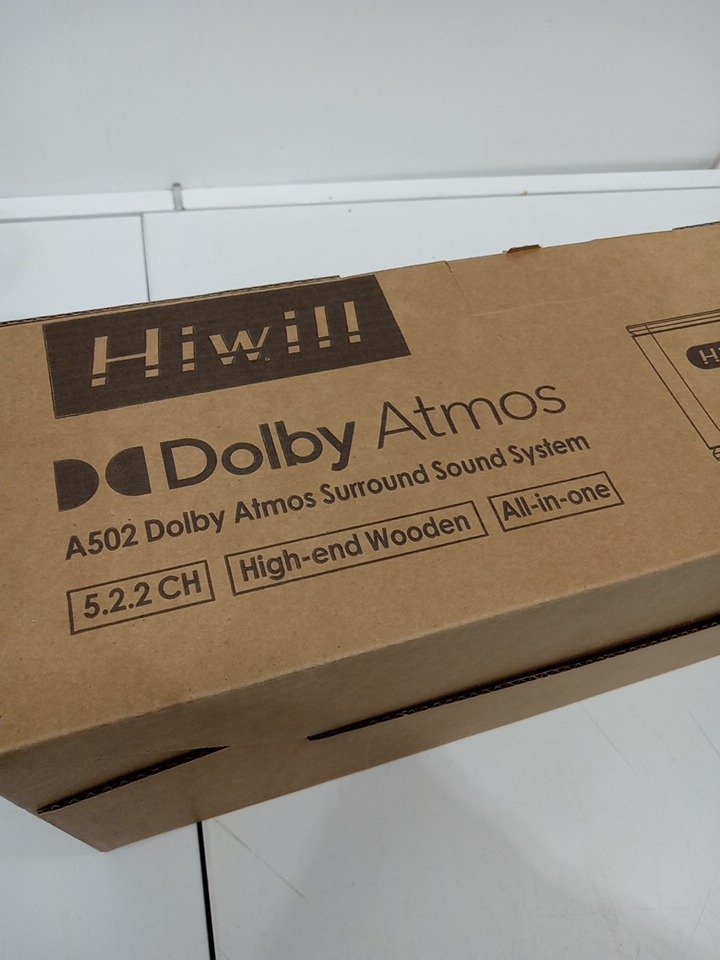 Hiwill
Dolby Atmos
A502 Dolby Atmos Surround Sound System
5.2.2 CH High-end Wooden All-in-one